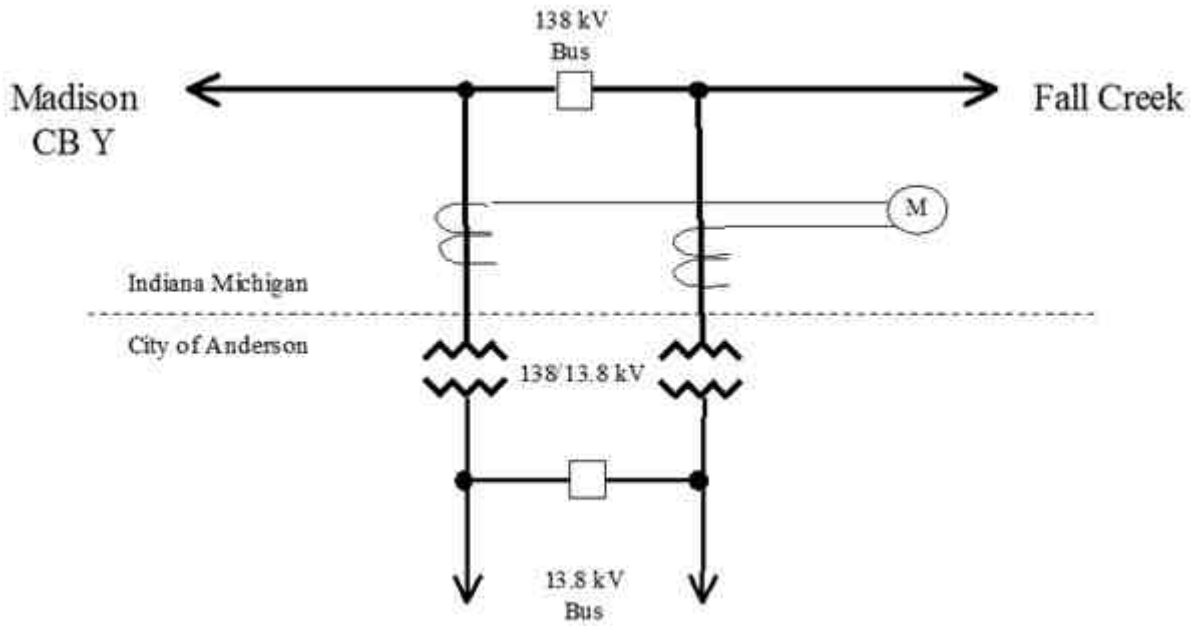 138 kV
Bus
Madison
CB Y
Fall Creek
M
Indiana Michigan
City of Anderson
138/13.8 kV
13.8 kV
Bus